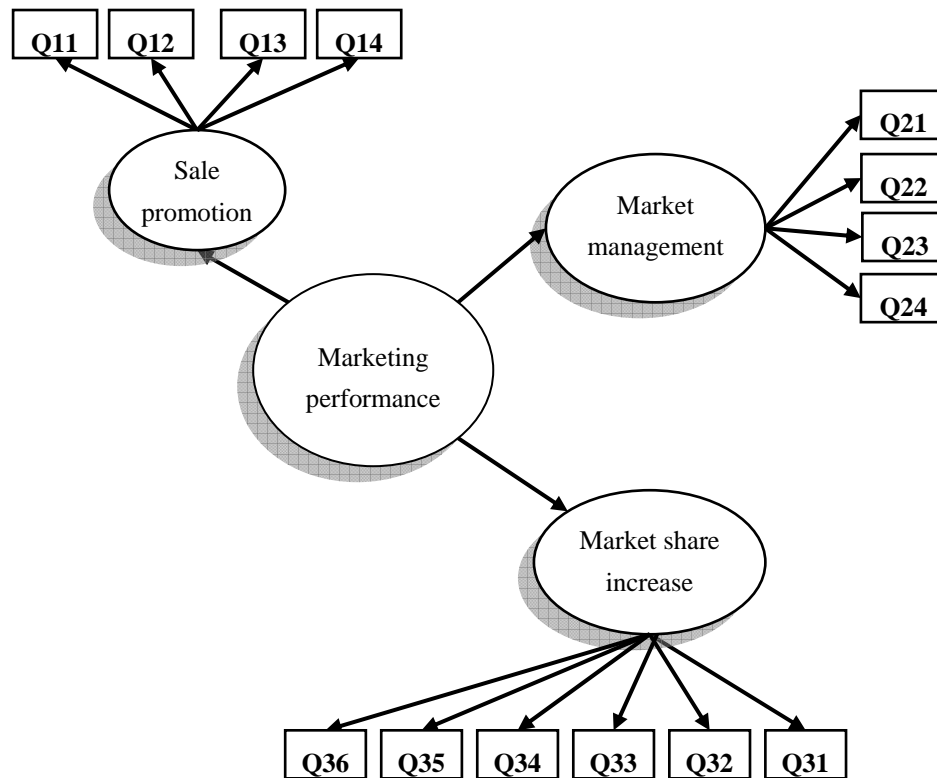 Q11 Q12 Q13 Q14
Sale
promotion
Q21
Q22
Q23
Q24
Market
management
Marketing
performance
Market share
increase
Q36 Q35 Q34 Q33 Q32 Q31